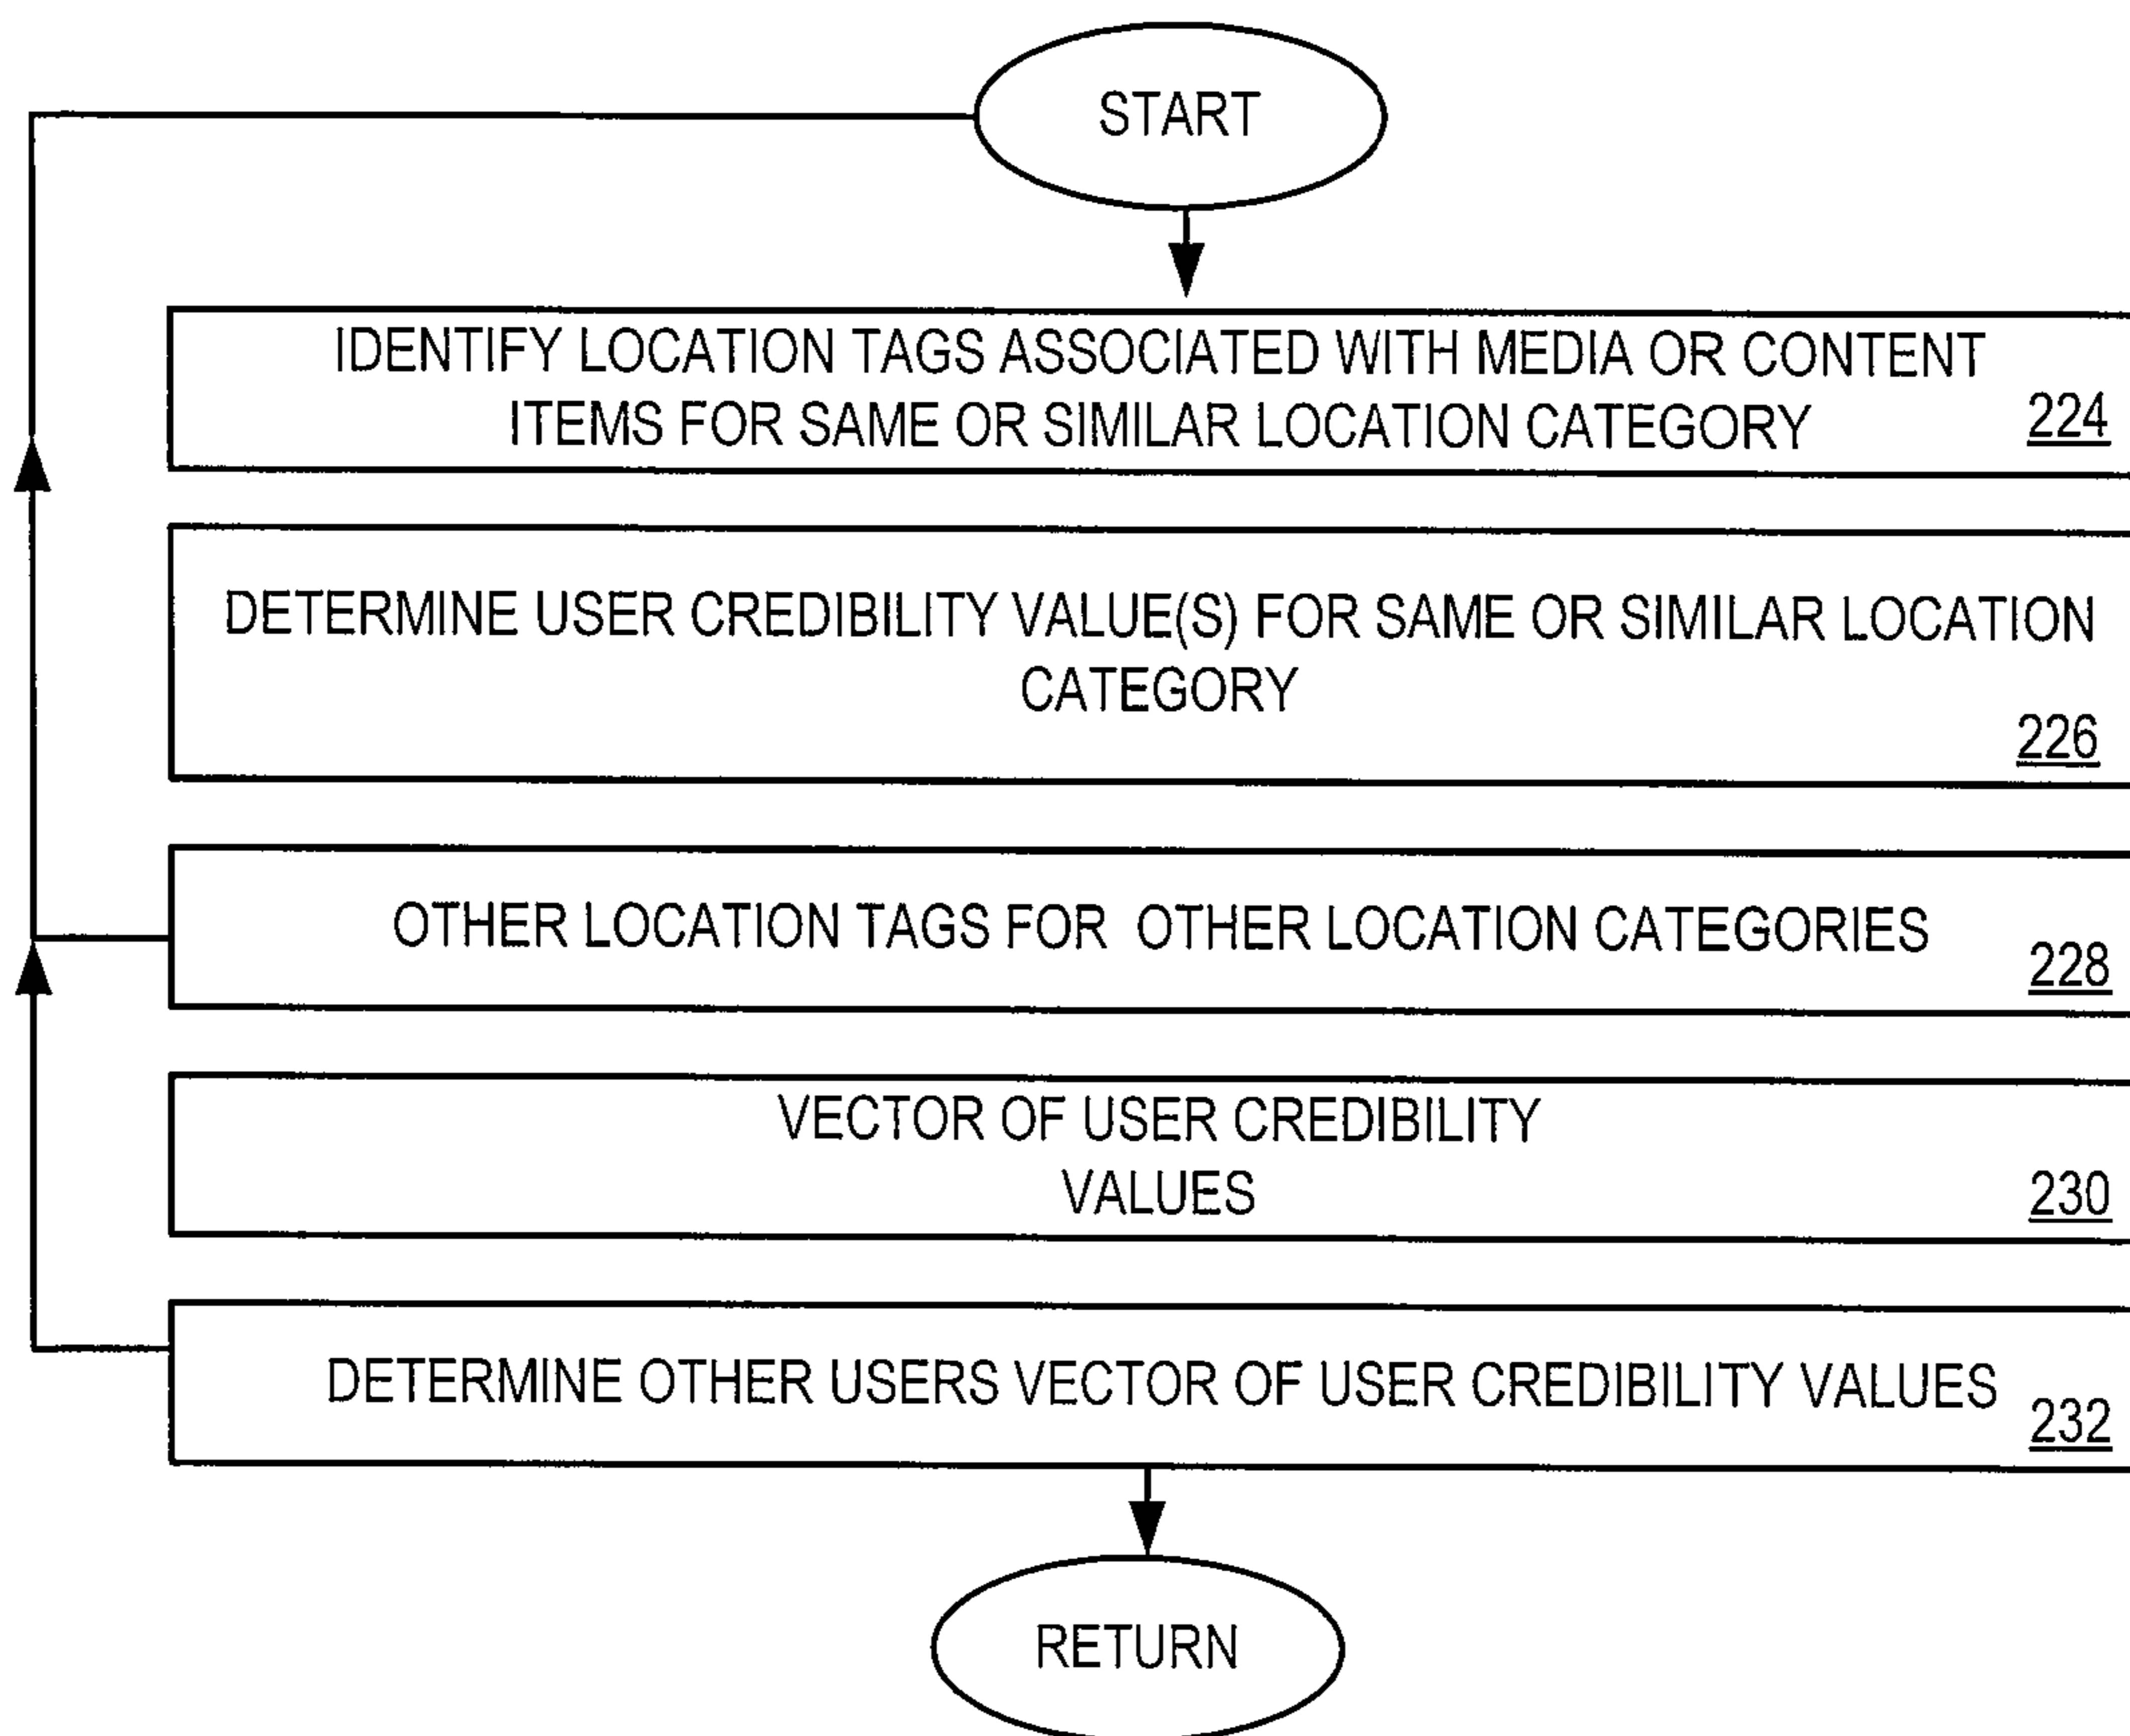 START
IDENTIFY LOCATION TAGS ASSOCIATED WITH MEDIA OR CONTENT
ITEMS FOR SAME OR SIMILAR LOCATION CATEGORY
224
DETERMINE USER CREDIBILITY VALUE(S) FOR SAME OR SIMILAR LOCATION
CATEGORY
226
OTHER LOCATION TAGS FOR OTHER LOCATION CATEGORIES
228
VECTOR OF USER CREDIBILITY
VALUES
230
DETERMINE OTHER USERS VECTOR OF USER CREDIBILITY VALUES
232
RETURN